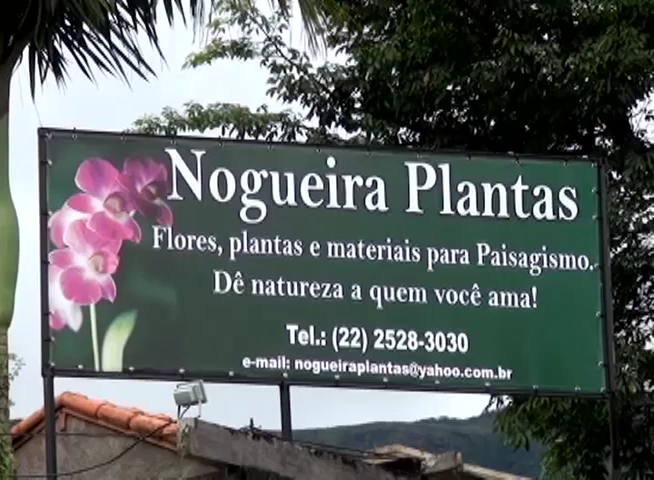 Nogueira Plantas
Flores, plantas e materiais para Paisagismo.
Dê natureza a quem você ama!
Tel.: (22) 2528-3030
e-mail: nogueiraplantas@yahoo.com.br